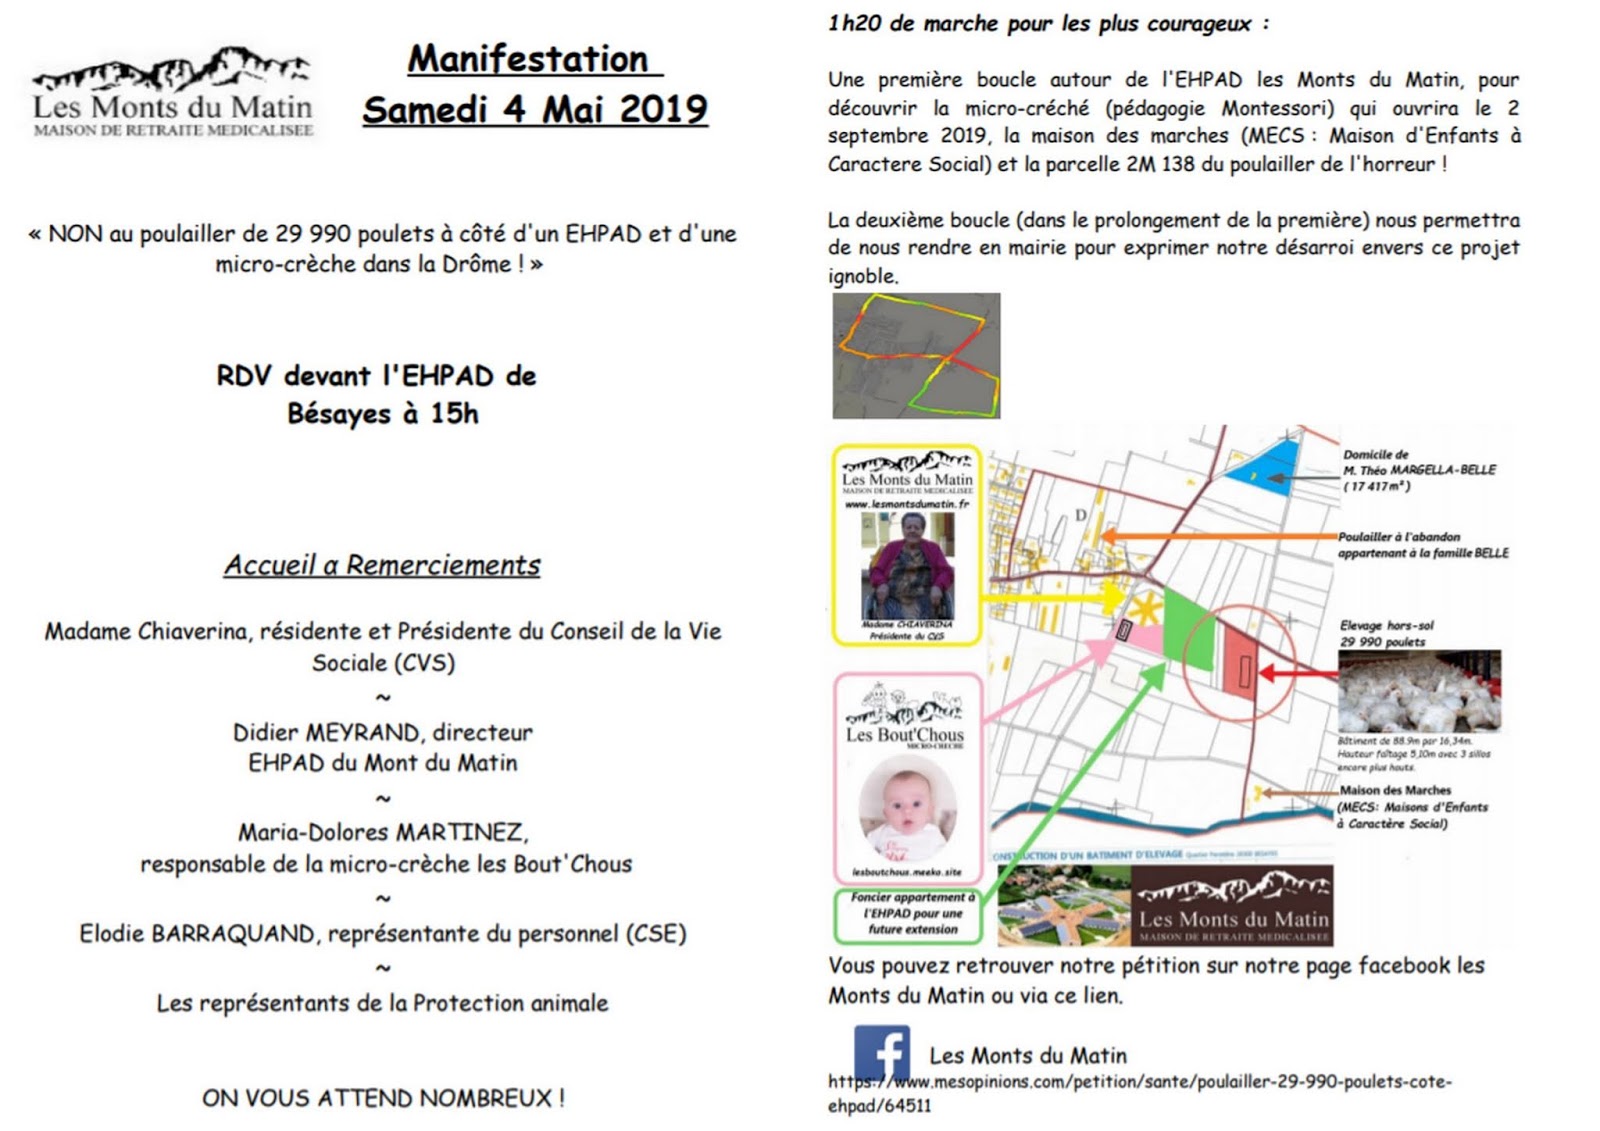 Les Monts du Matin
MAISON DE RETRAITE MEDICALISEE
Manifestation
Samedi 4 Mai 2019
« NON au poulailler de 29 990 poulets à côté d'un EHPAD et d'une
micro-crèche dans la Drôme ! »
RDV devant l'EHPAD de
Bésayes à 15h
Accueil α Remerciements
Madame Chiaverina, résidente et Présidente du Conseil de la Vie
Sociale (CVS)
~
Didier MEYRAND, directeur
EHPAD du Mont du Matin
~
Maria-Dolores MARTINEZ,
responsable de la micro-crèche les Bout'Chous
~
Elodie BARRAQUAND, représentante du personnel (CSE)
~
Les représentants de la Protection animale
ON VOUS ATTEND NOMBREUX !
1h20 de marche pour les plus courageux :
Une première boucle autour de l'EHPAD les Monts du Matin, pour
découvrir la micro-créché (pédagogie Montessori) qui ouvrira le 2
septembre 2019, la maison des marches (MECS : Maison d'Enfants à
Caractere Social) et la parcelle 2M 138 du poulailler de l'horreur !
La deuxième boucle (dans le prolongement de la première) nous permettra
de nous rendre en mairie pour exprimer notre désarroi envers ce projet
ignoble.
Les Monts du Matin
MAISON DE RETRAITE MEDICALISEE
www.lesmontsdumatin.fr
Madame CHIAVERINA
Présidente du CVS
Les Bout'Chous
MICRO-CRECHE
lesboutchous.meeko.site
Foncier appartement à
l'EHPAD pour une
future extension
D
Domicile de
M. Théo MARGELLA-BELLE
( 17 417m² )
Poulailler à l'abandon
appartenant à la famille BELLE
Elevage hors-sol
29 990 poulets
Bâtiment de 88.9m par 16,34m.
Hauteur faîtage 5,10m avec 3 sillos
encore plus hauts.
Maison des Marches
(MECS: Maisons d'Enfants
à Caractère Social)
ONSTRUCTION D'UN BATIMENT D'ELEVAGE
Les Monts du Matin
MAISON DE RETRAITE MEDICALISEE
Vous pouvez retrouver notre pétition sur notre page facebook les
Monts du Matin ou via ce lien.
f Les Monts du Matin
https://www.mesopinions.com/petition/sante/poulailler-29-990-poulets-cote-
ehpad/64511